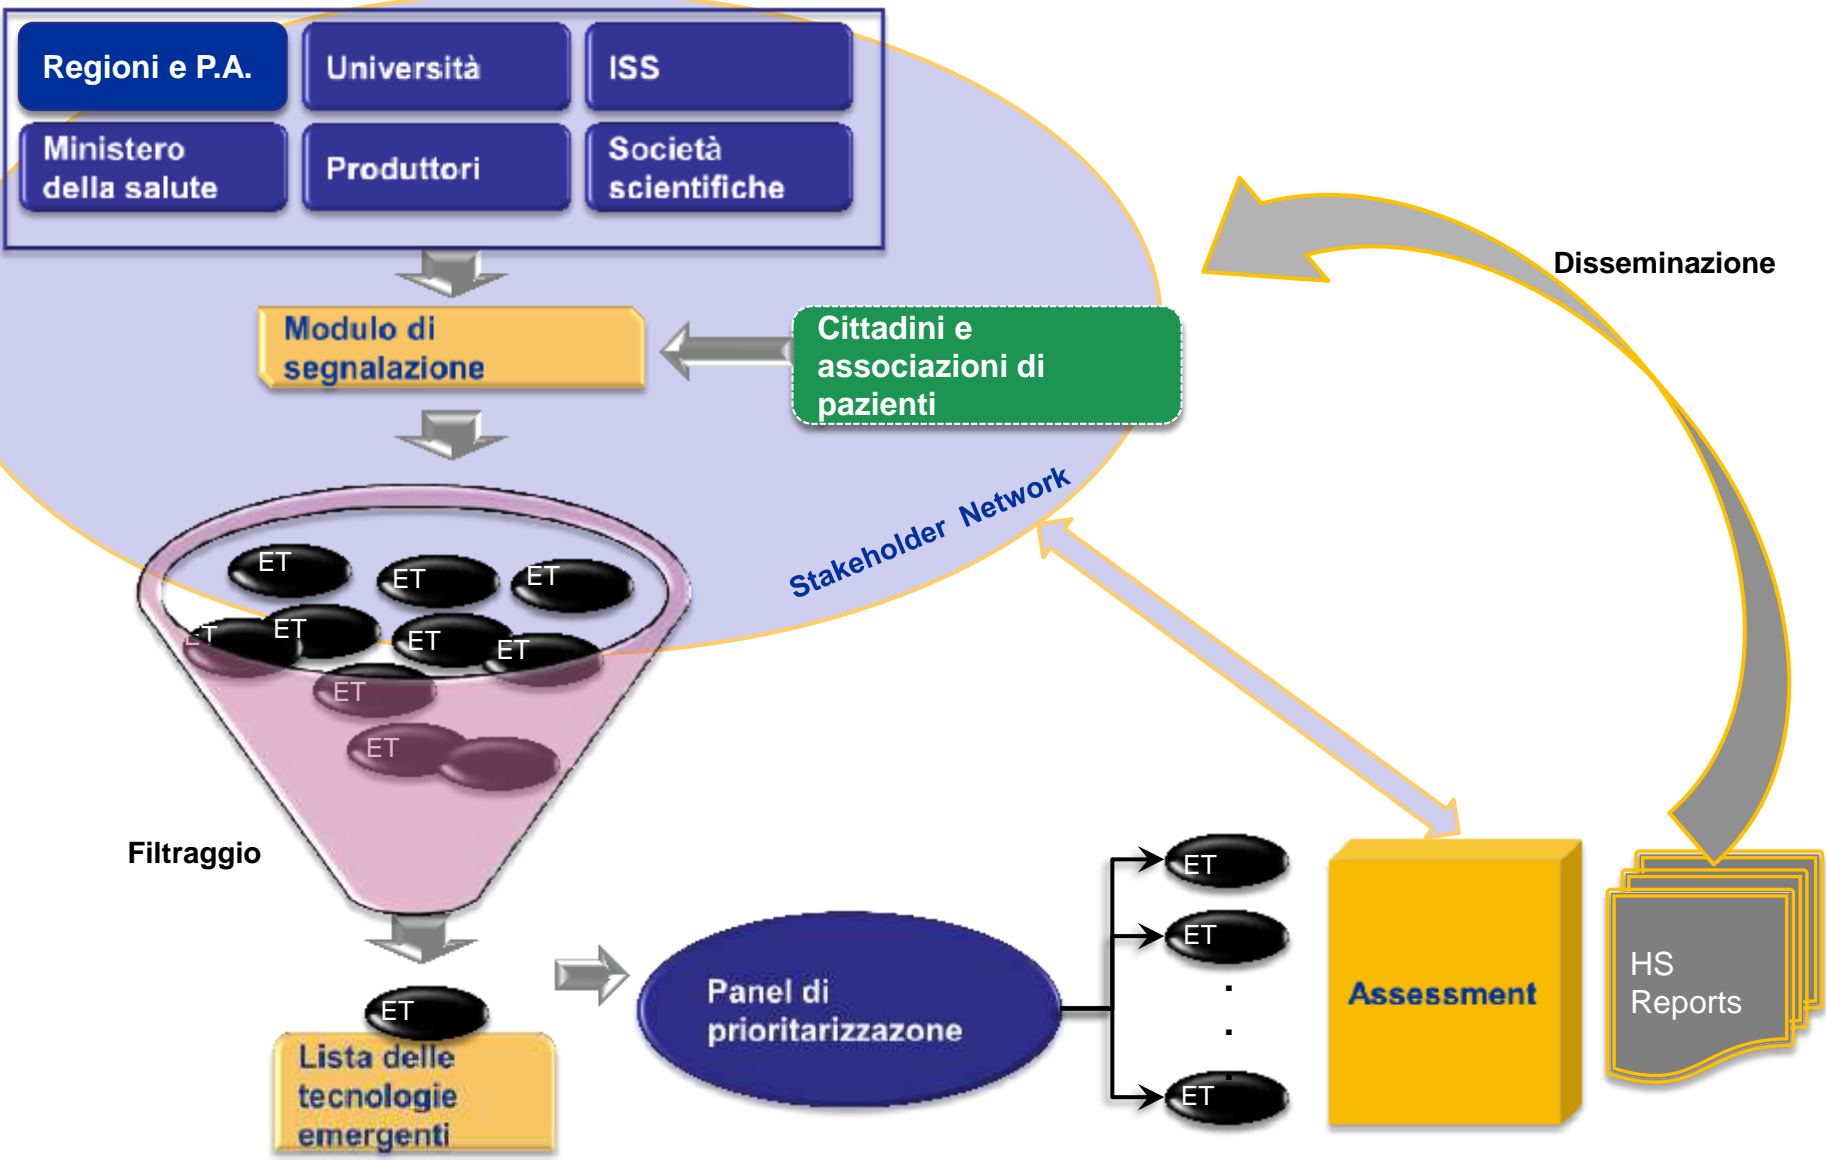 Regioni e P.A.
Università
ISS
Ministero
della salute
Produttori
Società
scientifiche
Disseminazione
Modulo di
segnalazione
Cittadini e
associazioni di
pazienti
Stakeholder Network
ET
ET
ET
ET
ET
ET
ET
ET
ET
Filtraggio
ET
ET
ET
Panel di
prioritarizzazone
Assessment
HS
Reports
ET
Lista delle
tecnologie
emergenti
ET